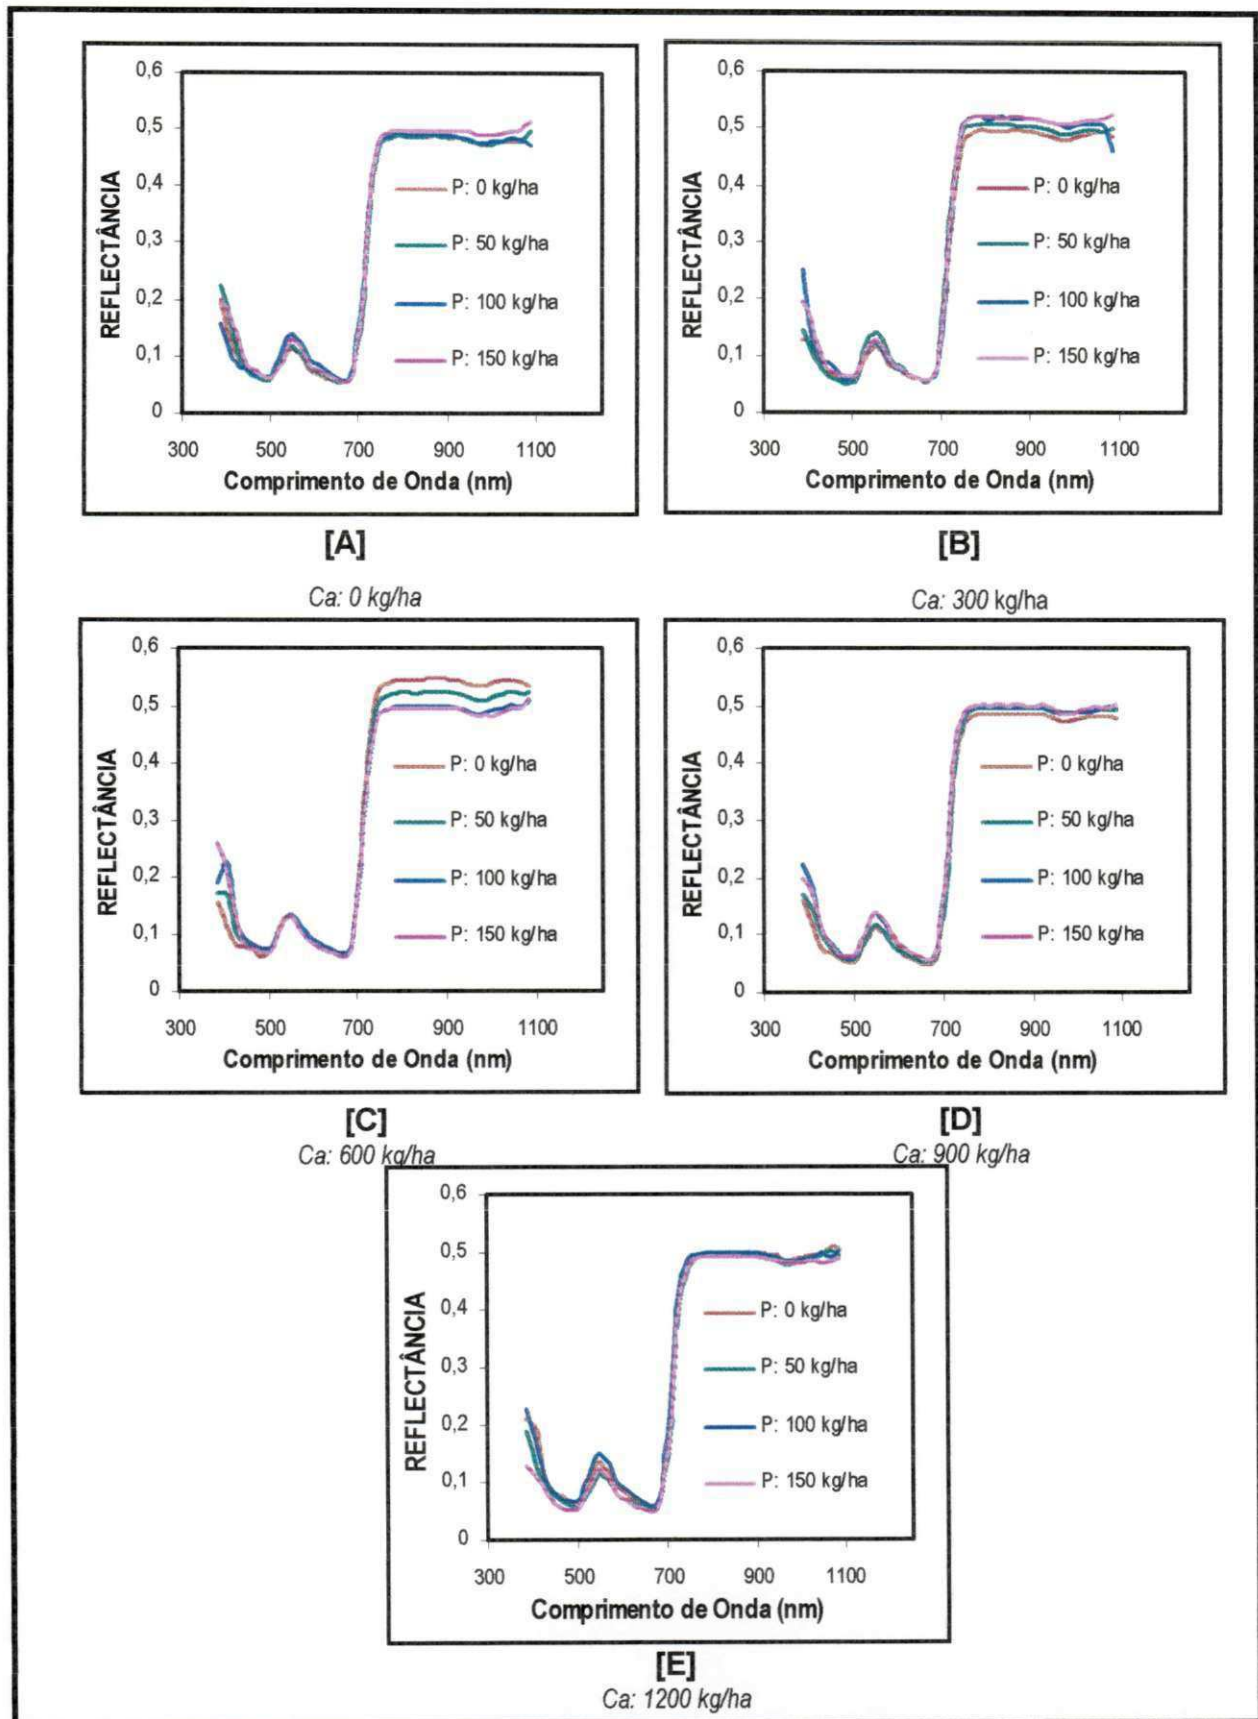 0,6
0,5
0,4
0,3
0,2
0,1
0
REFLECTÂNCIA
P: 0 kg/ha
P: 50 kg/ha
P: 100 kg/ha
P: 150 kg/ha
300 500 700 900 1100
Comprimento de Onda (nm)
[A]
Ca: 0 kg/ha
0,6
0,5
0,4
0,3
0,2
0,1
0
REFLECTÂNCIA
P: 0 kg/ha
P: 50 kg/ha
P: 100 kg/ha
P: 150 kg/ha
300 500 700 900 1100
Comprimento de Onda (nm)
[B]
Ca: 300 kg/ha
0,6
0,5
0,4
0,3
0,2
0,1
0
REFLECTÂNCIA
P: 0 kg/ha
P: 50 kg/ha
P: 100 kg/ha
P: 150 kg/ha
300 500 700 900 1100
Comprimento de Onda (nm)
[C]
Ca: 600 kg/ha
0,6
0,5
0,4
0,3
0,2
0,1
0
REFLECTÂNCIA
P: 0 kg/ha
P: 50 kg/ha
P: 100 kg/ha
P: 150 kg/ha
300 500 700 900 1100
Comprimento de Onda (nm)
[D]
Ca: 900 kg/ha
0,6
0,5
0,4
0,3
0,2
0,1
0
REFLECTÂNCIA
P: 0 kg/ha
P: 50 kg/ha
P: 100 kg/ha
P: 150 kg/ha
300 500 700 900 1100
Comprimento de Onda (nm)
[E]
Ca: 1200 kg/ha